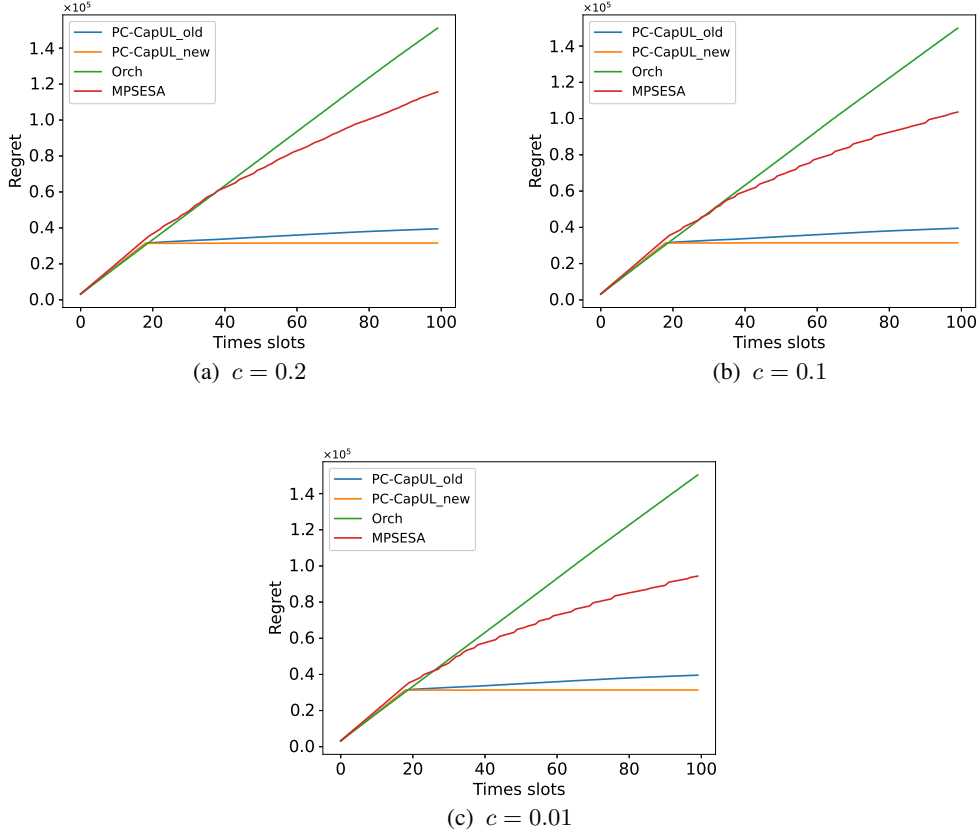 ×10⁵
PC-CapUL_old
PC-CapUL_new
Orch
MPSESA
1.4
1.2
1.0
0.8
0.6
0.4
0.2
0.0
Regret
0 20 40 60 80 100
Times slots
(a) c = 0.2
×10⁵
PC-CapUL_old
PC-CapUL_new
Orch
MPSESA
1.4
1.2
1.0
0.8
0.6
0.4
0.2
0.0
Regret
0 20 40 60 80 100
Times slots
(b) c = 0.1
×10⁵
PC-CapUL_old
PC-CapUL_new
Orch
MPSESA
1.4
1.2
1.0
0.8
0.6
0.4
0.2
0.0
Regret
0 20 40 60 80 100
Times slots
(c) c = 0.01